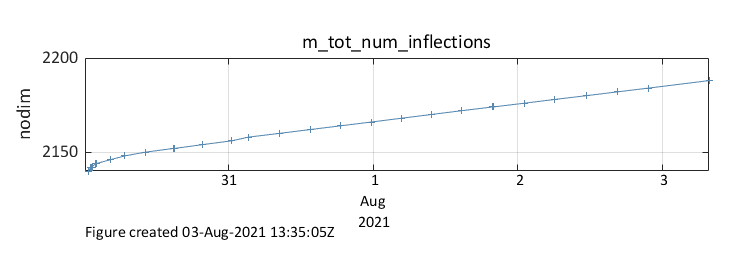 m_tot_num_inflections
2200
nodim
2150
31
1
2
3
Aug
2021
Figure created 03-Aug-2021 13:35:05Z